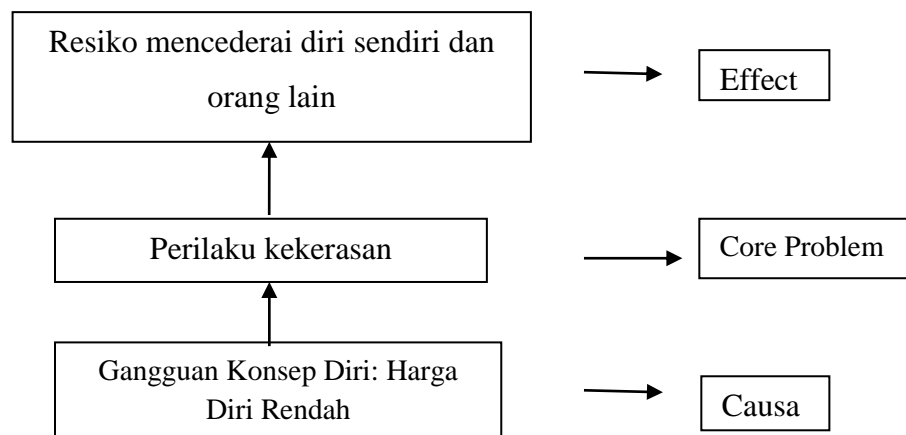 Resiko mencederai diri sendiri dan
orang lain
Effect
Perilaku kekerasan
Core Problem
Gangguan Konsep Diri: Harga
Diri Rendah
Causa